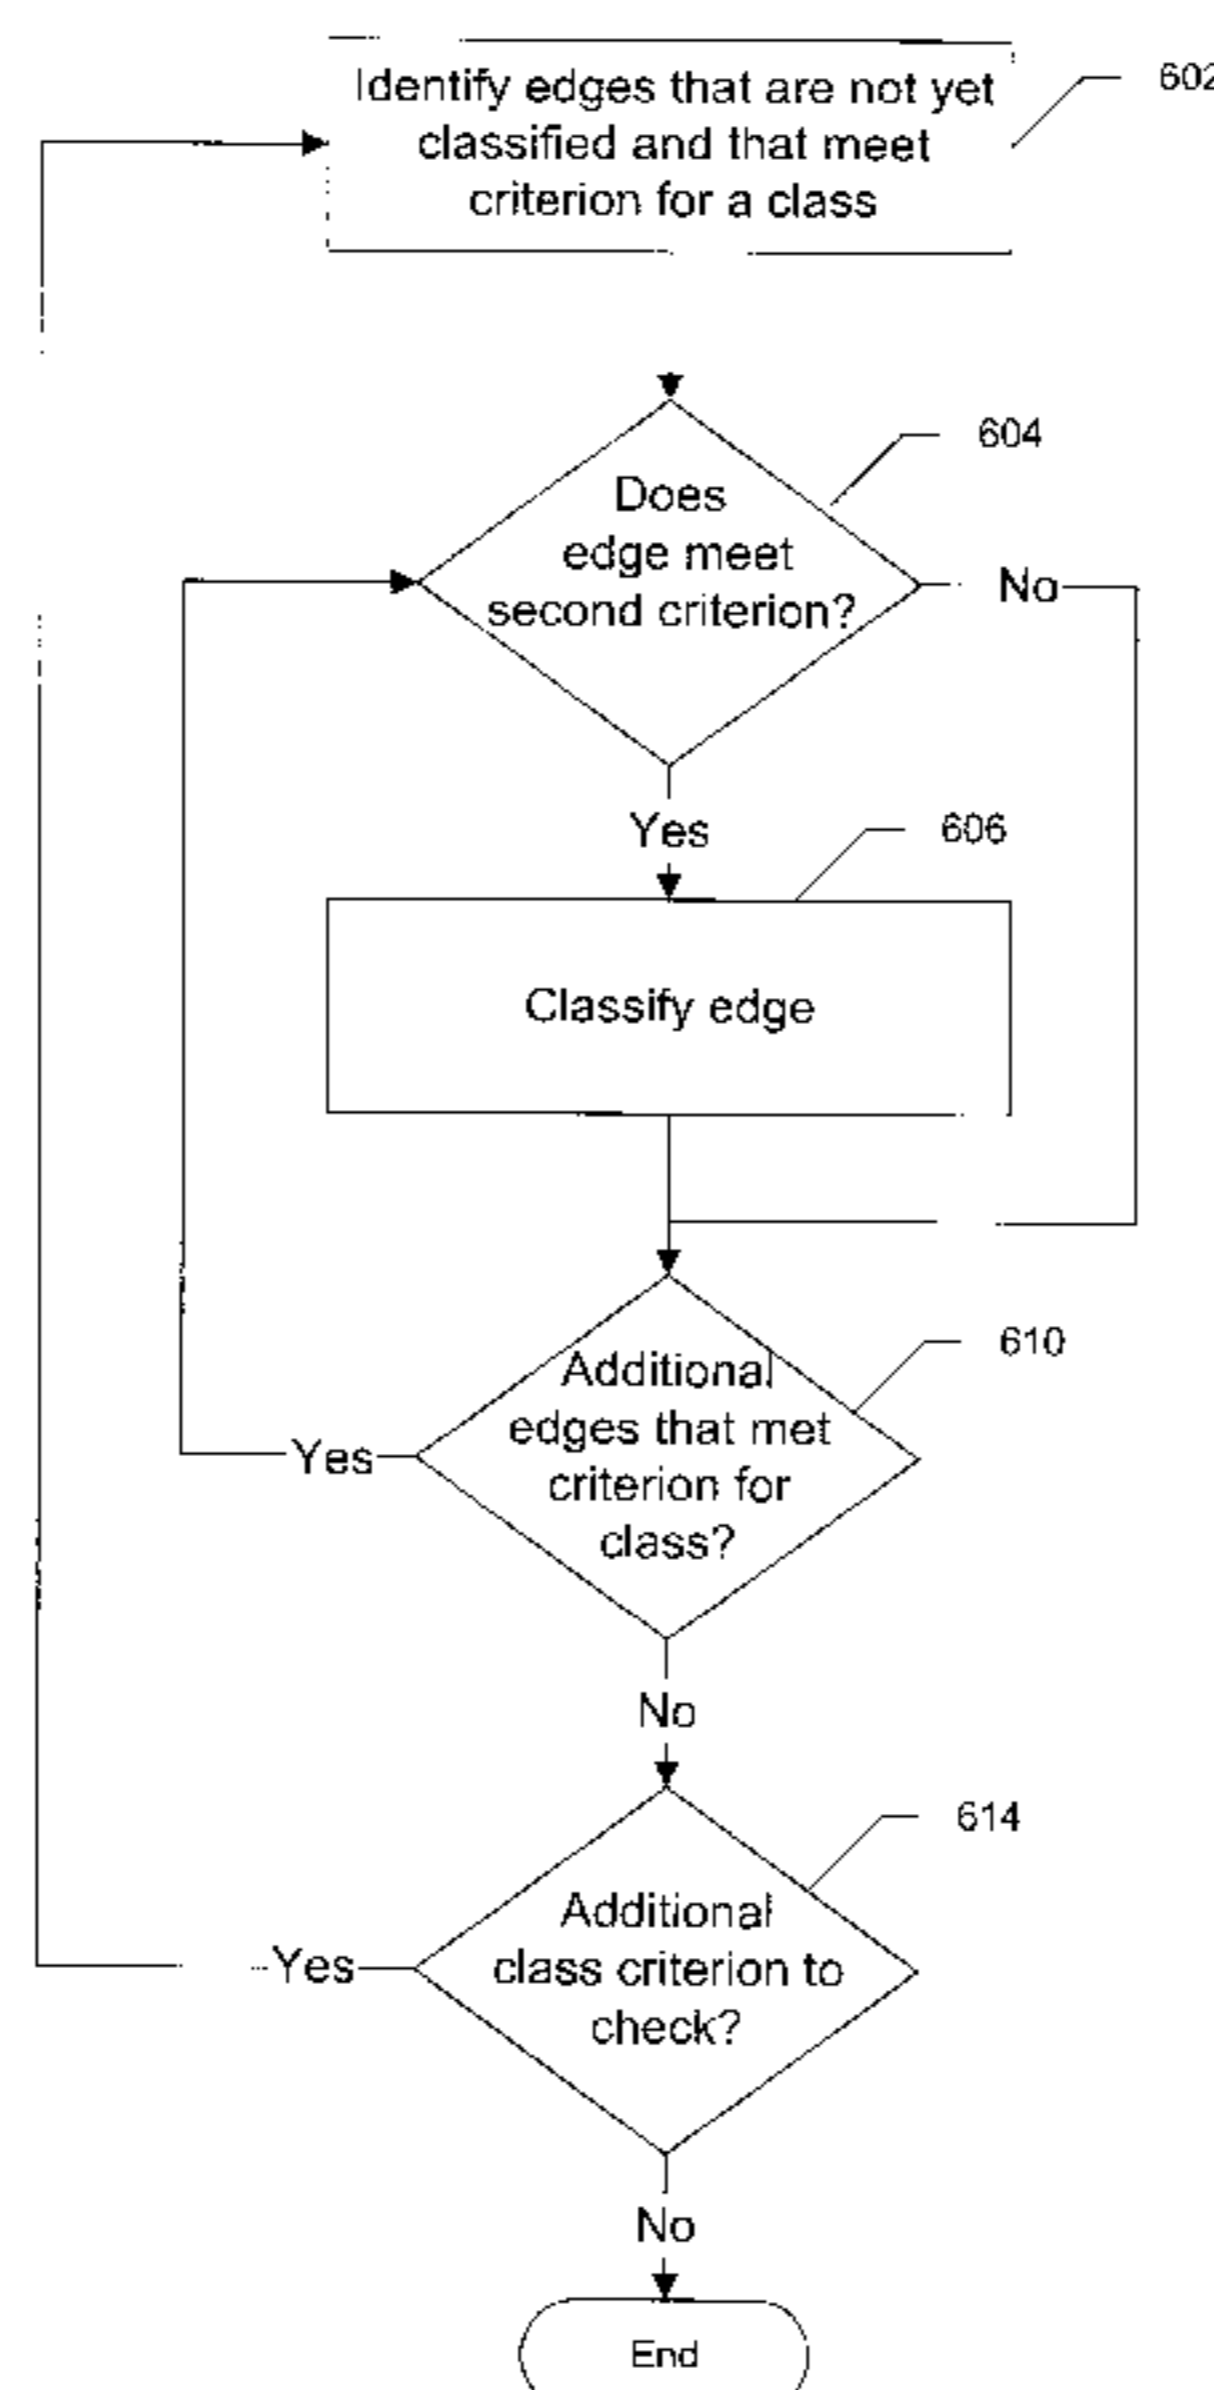 Identify edges that are not yet
classified and that meet
criterion for a class
602
604
Does
edge meet
second criterion?
No
Yes
606
Classify edge
610
Additional
edges that met
criterion for
class?
Yes
No
614
Additional
class criterion to
check?
Yes
No
End